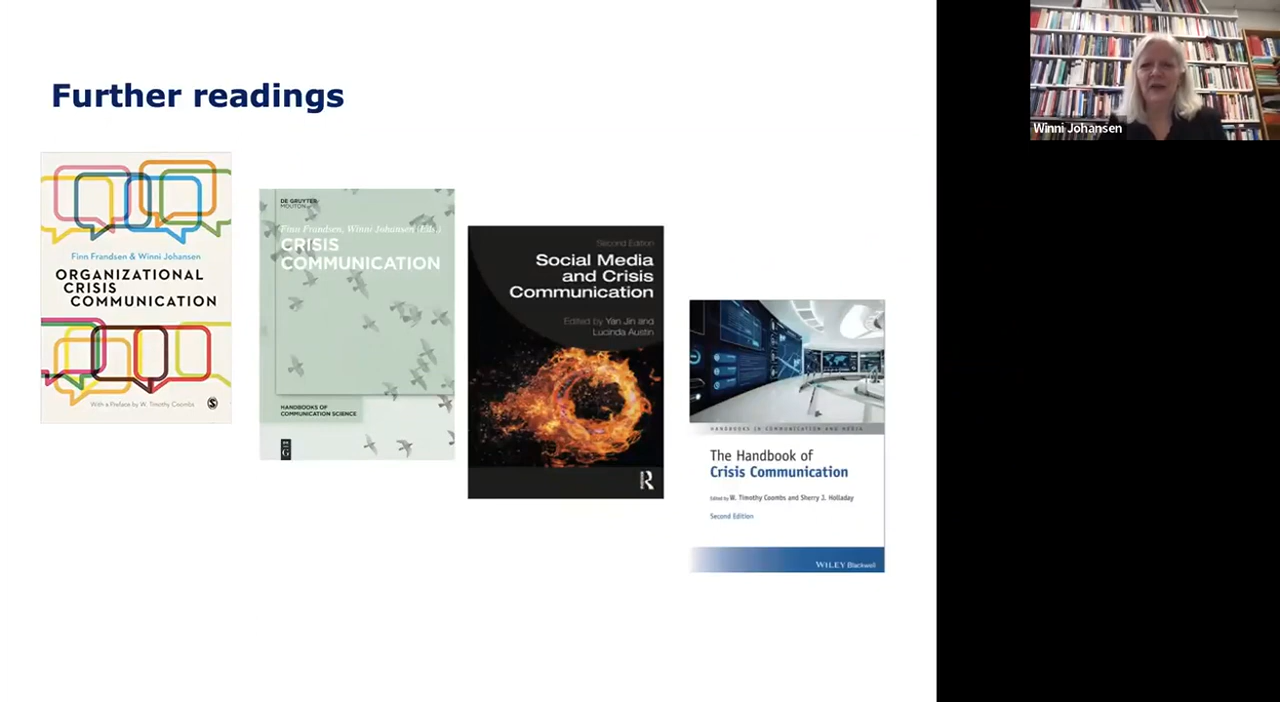 Further readings
Finn Frandsen & Winni Johansen
ORGANIZATIONAL
CRISIS
COMMUNICATION
With a Preface by W. Timothy Coombs
DE GRUYTER
MOUTON
Finn Frandsen, Winni Johansen (Eds.)
CRISIS
COMMUNICATION
HANDBOOKS OF
COMMUNICATION SCIENCE
Second Edition
Social Media
and Crisis
Communication
Edited by Yan Jin and
Lucinda Austin
R
HANDBOOKS IN COMMUNICATION AND MEDIA
The Handbook of
Crisis Communication
Edited by W. Timothy Coombs and Sherry J. Holladay
Second Edition
WILEY Blackwell
Winni Johansen